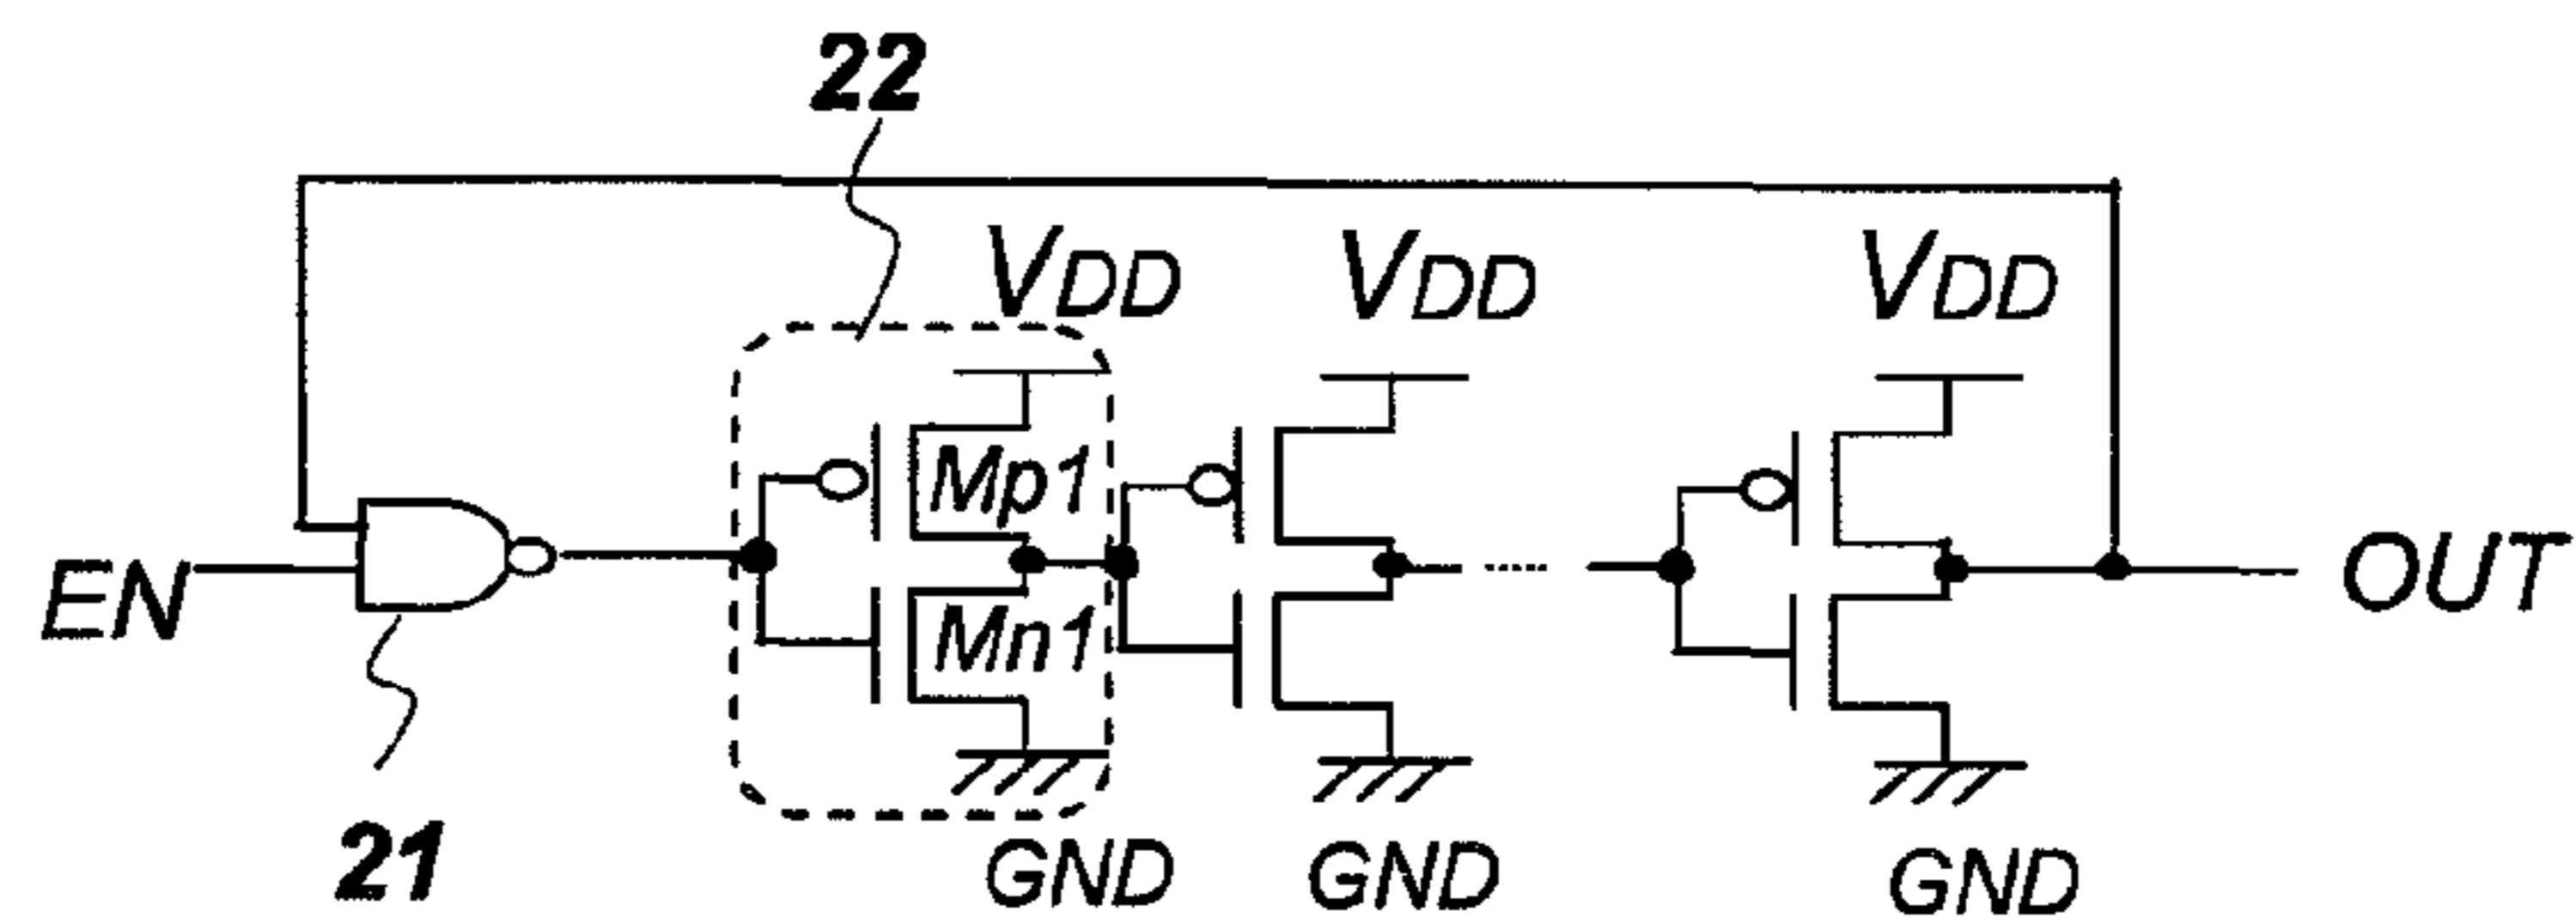 22
VDD VDD VDD
Mp1
EN Mn1 OUT
21 GND GND GND